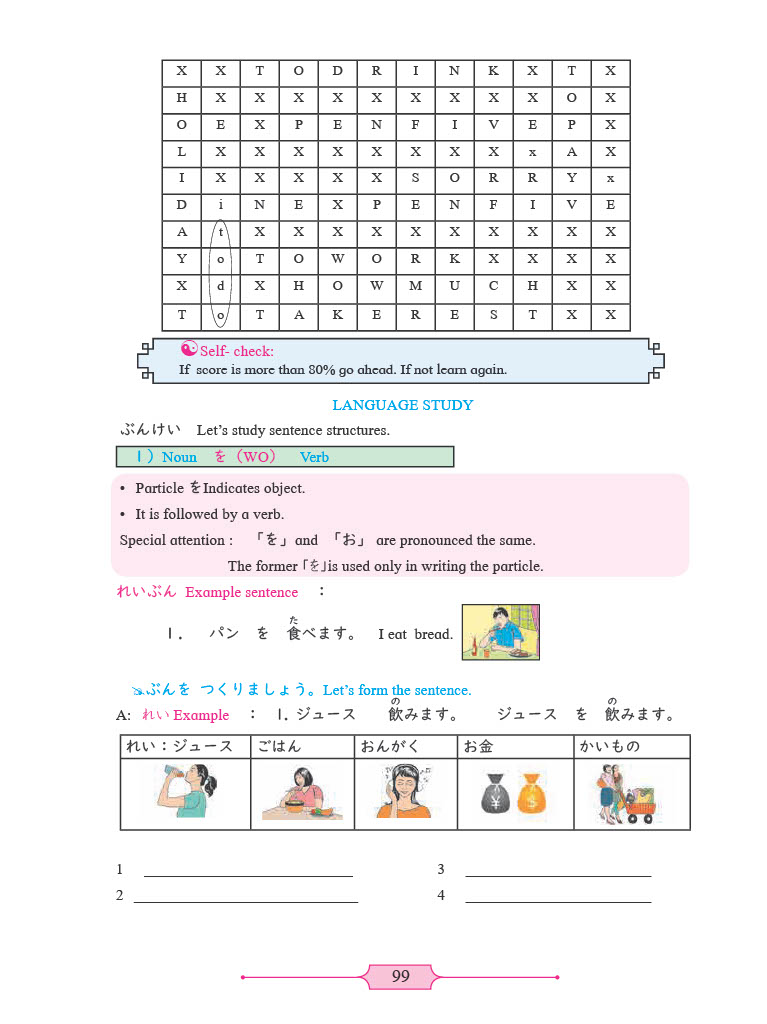 X X T O D R I N K X T X
H X X X X X X X X X O X
O E X P E N F I V E P X
L X X X X X X X X x A X
I X X X X X S O R R Y x
D i N E X P E N F I V E
A t X X X X X X X X X X
Y o T O W O R K X X X X
X d X H O W M U C H X X
T o T A K E R E S T X X
Self- check:
If score is more than 80% go ahead. If not learn again.
LANGUAGE STUDY
ぶんけい Let’s study sentence structures.
1）Noun を（WO） Verb
• Particle をIndicates object.
• It is followed by a verb.
Special attention : 「を」and 「お」 are pronounced the same.
The former「を」is used only in writing the particle.
れいぶん Example sentence ：
た
1. パン を 食べます。 I eat bread.
ぶんを つくりましょう。Let’s form the sentence.
の の
A: れい Example ： 1. ジュース 飲みます。 ジュース を 飲みます。
れい：ジュース ごはん おんがく お金 かいもの
¥ $
1 3
2 4
99